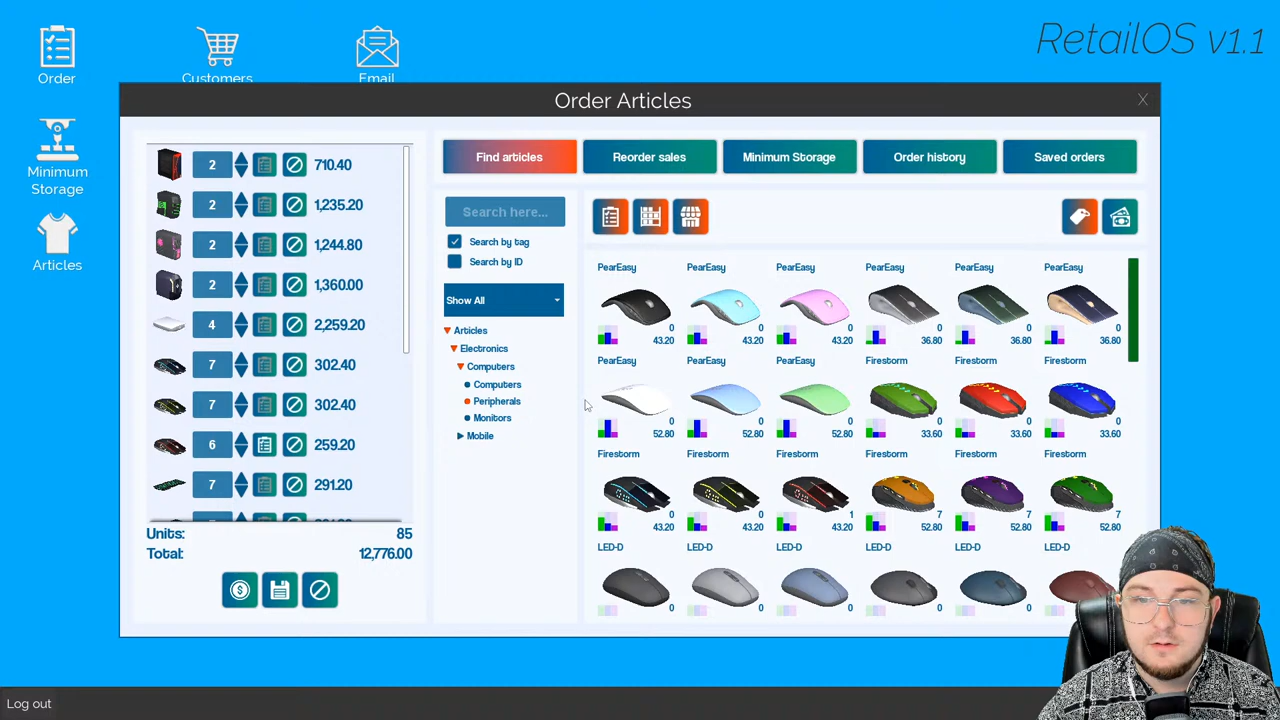 RetailOS v1.1
Order
Customers
Email
Minimum
Storage
Articles
Order Articles
X
2 710.40
2 1,235.20
2 1,244.80
2 1,360.00
4 2,259.20
7 302.40
7 302.40
6 259.20
7 291.20
Units: 85
Total: 12,776.00
Find articles
Reorder sales
Minimum Storage
Order history
Saved orders
Search here...
Search by tag
Search by ID
Show All
Articles
Electronics
Computers
Computers
Peripherals
Monitors
Mobile
PearEasy PearEasy PearEasy PearEasy PearEasy PearEasy
0 0 0 0 0 0
43.20 43.20 43.20 36.80 36.80 36.80
PearEasy PearEasy PearEasy Firestorm Firestorm Firestorm
0 0 0 0 0 0
52.80 52.80 52.80 33.60 33.60 33.60
Firestorm Firestorm Firestorm Firestorm Firestorm Firestorm
0 0 1 7 7 7
43.20 43.20 43.20 52.80 52.80 52.80
LED-D LED-D LED-D LED-D LED-D LED-D
0 0 0 0 0
Log out